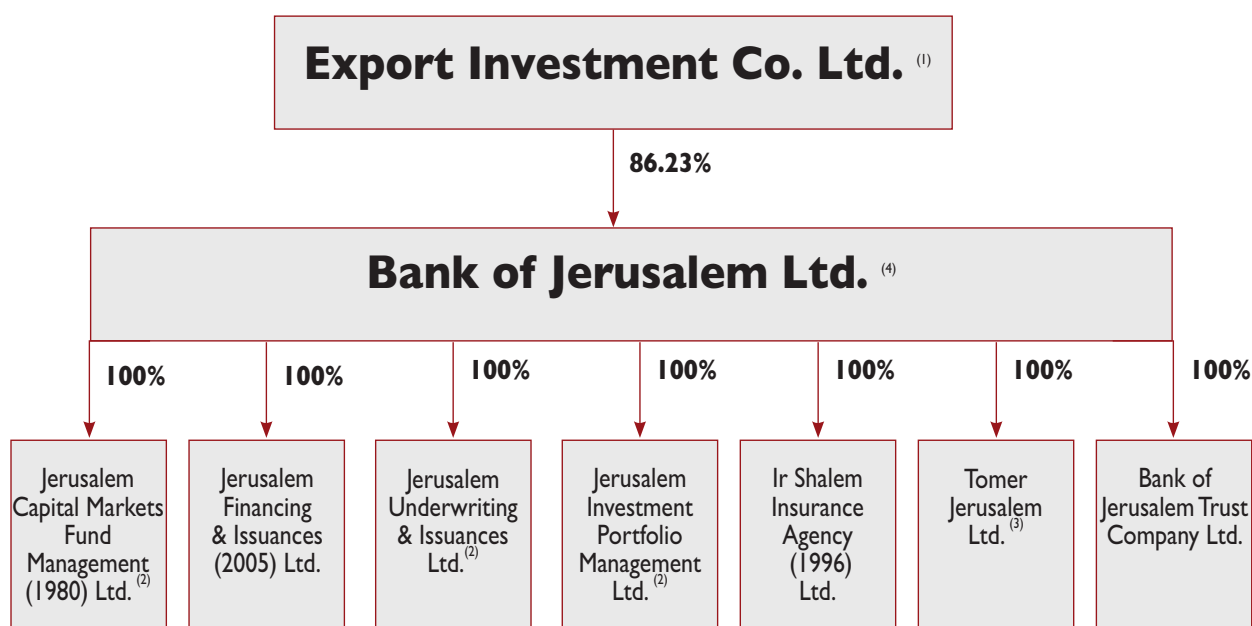 Export Investment Co. Ltd. (1)
86.23%
Bank of Jerusalem Ltd. (4)
100%
100%
100%
100%
100%
100%
100%
Jerusalem
Capital Markets
Fund
Management
(1980) Ltd. (2)
Jerusalem
Financing
& Issuances
(2005) Ltd.
Jerusalem
Underwriting
& Issuances
Ltd. (2)
Jerusalem
Investment
Portfolio
Management
Ltd. (2)
Ir Shalem
Insurance
Agency
(1996)
Ltd.
Tomer
Jerusalem
Ltd. (3)
Bank of
Jerusalem Trust
Company Ltd.